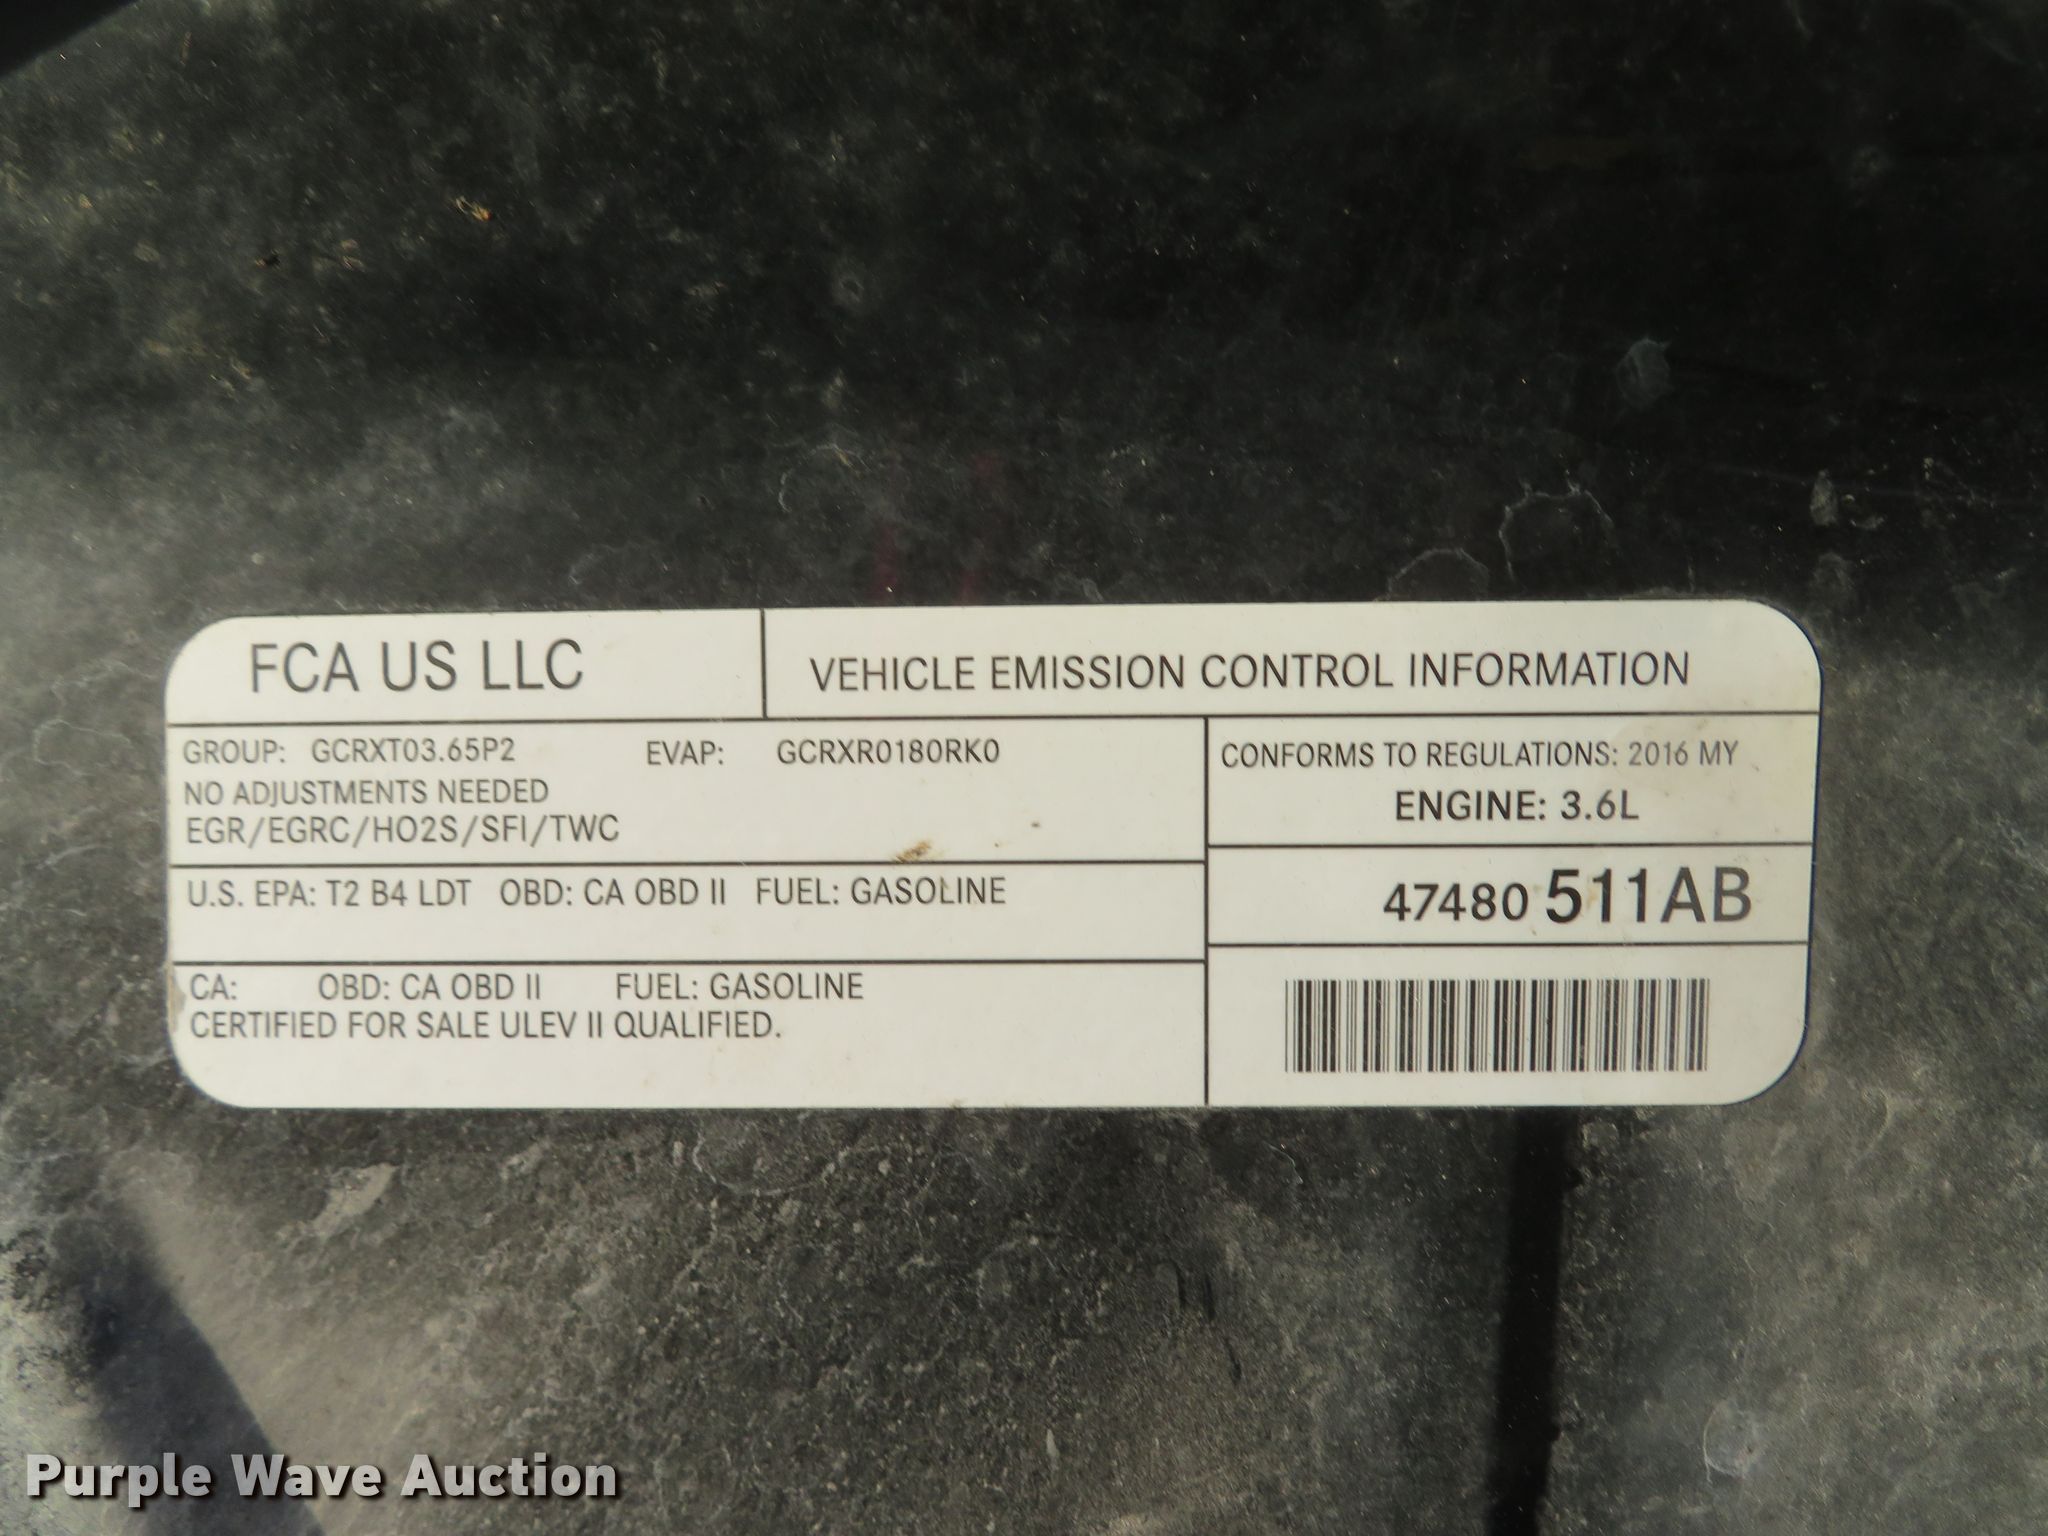 FCA US LLC
VEHICLE EMISSION CONTROL INFORMATION
GROUP: GCRXT03.65P2 EVAP: GCRXR0180RK0
NO ADJUSTMENTS NEEDED
EGR/EGRC/HO2S/SFI/TWC
CONFORMS TO REGULATIONS: 2016 MY
ENGINE: 3.6L
U.S. EPA: T2 B4 LDT OBD: CA OBD II FUEL: GASOLINE
47480 511AB
CA: OBD: CA OBD II FUEL: GASOLINE
CERTIFIED FOR SALE ULEV II QUALIFIED.
Purple Wave Auction